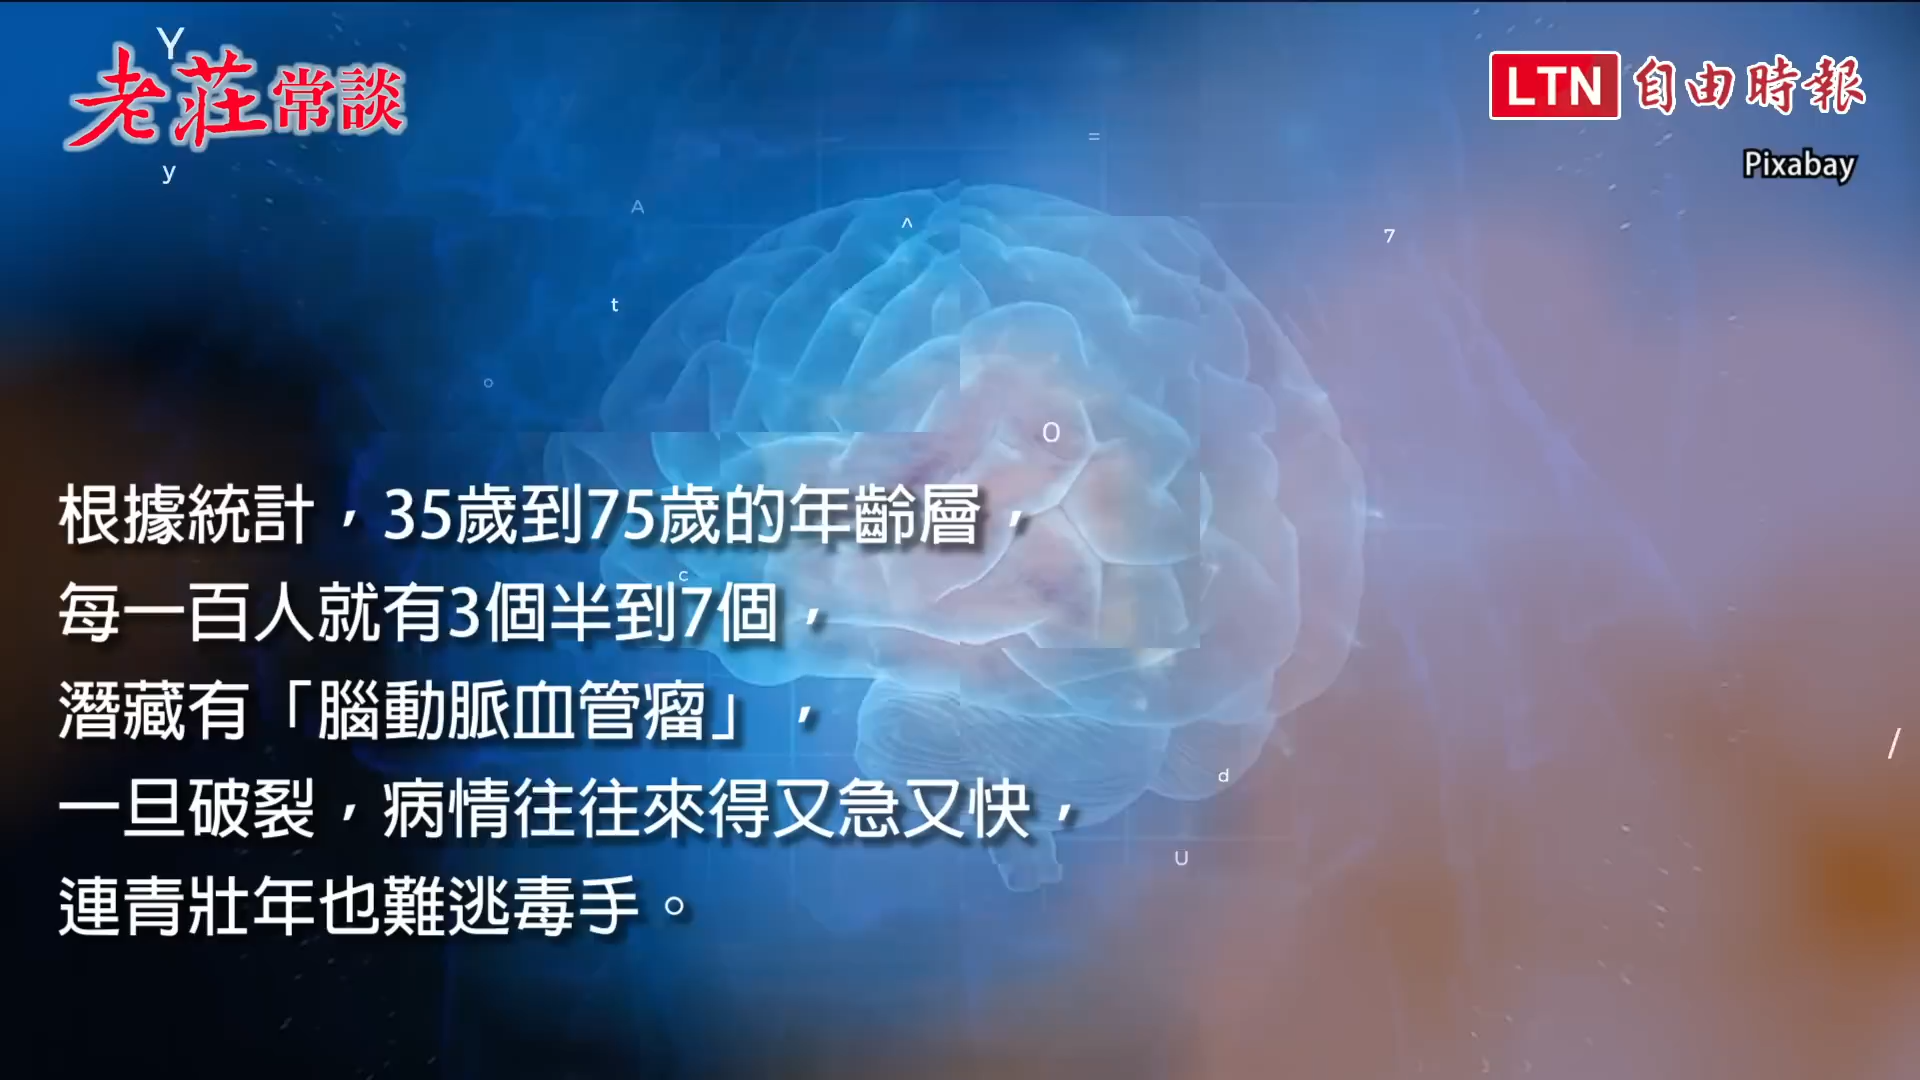 老莊常談
LTN 自由時報
Pixabay
根據統計，35歲到75歲的年齡層，
每一百人就有3個半到7個，
潛藏有「腦動脈血管瘤」，
一旦破裂，病情往往來得又急又快，
連青壯年也難逃毒手。